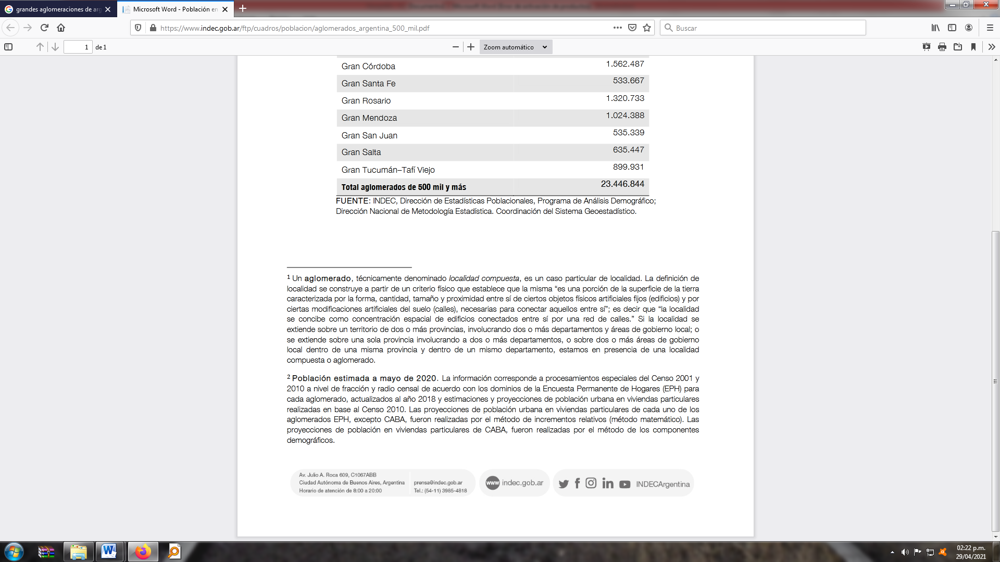 grandes aglomeraciones de arg
Microsoft Word - Población en
https://www.indec.gob.ar/ftp/cuadros/poblacion/aglomerados_argentina_500_mil.pdf
Buscar
1 de 1
Zoom automático
Gran Córdoba 1.562.487
Gran Santa Fe 533.667
Gran Rosario 1.320.733
Gran Mendoza 1.024.388
Gran San Juan 535.339
Gran Salta 635.447
Gran Tucumán–Tafí Viejo 899.931
Total aglomerados de 500 mil y más 23.446.844
FUENTE: INDEC, Dirección de Estadísticas Poblacionales, Programa de Análisis Demográfico;
Dirección Nacional de Metodología Estadística. Coordinación del Sistema Geoestadístico.
1 Un aglomerado, técnicamente denominado localidad compuesta, es un caso particular de localidad. La definición de
localidad se construye a partir de un criterio físico que establece que la misma “es una porción de la superficie de la tierra
caracterizada por la forma, cantidad, tamaño y proximidad entre sí de ciertos objetos físicos artificiales fijos (edificios) y por
ciertas modificaciones artificiales del suelo (calles), necesarias para conectar aquellos entre sí”; es decir que “la localidad
se concibe como concentración espacial de edificios conectados entre sí por una red de calles.” Si la localidad se
extiende sobre un territorio de dos o más provincias, involucrando dos o más departamentos y áreas de gobierno local; o
se extiende sobre una sola provincia involucrando a dos o más departamentos, o sobre dos o más áreas de gobierno
local dentro de una misma provincia y dentro de un mismo departamento, estamos en presencia de una localidad
compuesta o aglomerado.
2 Población estimada a mayo de 2020. La información corresponde a procesamientos especiales del Censo 2001 y
2010 a nivel de fracción y radio censal de acuerdo con los dominios de la Encuesta Permanente de Hogares (EPH) para
cada aglomerado, actualizados al año 2018 y estimaciones y proyecciones de población urbana en viviendas particulares
realizadas en base al Censo 2010. Las proyecciones de población urbana en viviendas particulares de cada uno de los
aglomerados EPH, excepto CABA, fueron realizadas por el método de incrementos relativos (método matemático). Las
proyecciones de población en viviendas particulares de CABA, fueron realizadas por el método de los componentes
demográficos.
Av. Julio A. Roca 609, C1067ABB
Ciudad Autónoma de Buenos Aires, Argentina
Horario de atención de 8:00 a 20:00
prensa@indec.gob.ar
Tel.: (54-11) 3985-4818
www indec.gob.ar
INDECArgentina
02:22 p.m.
29/04/2021